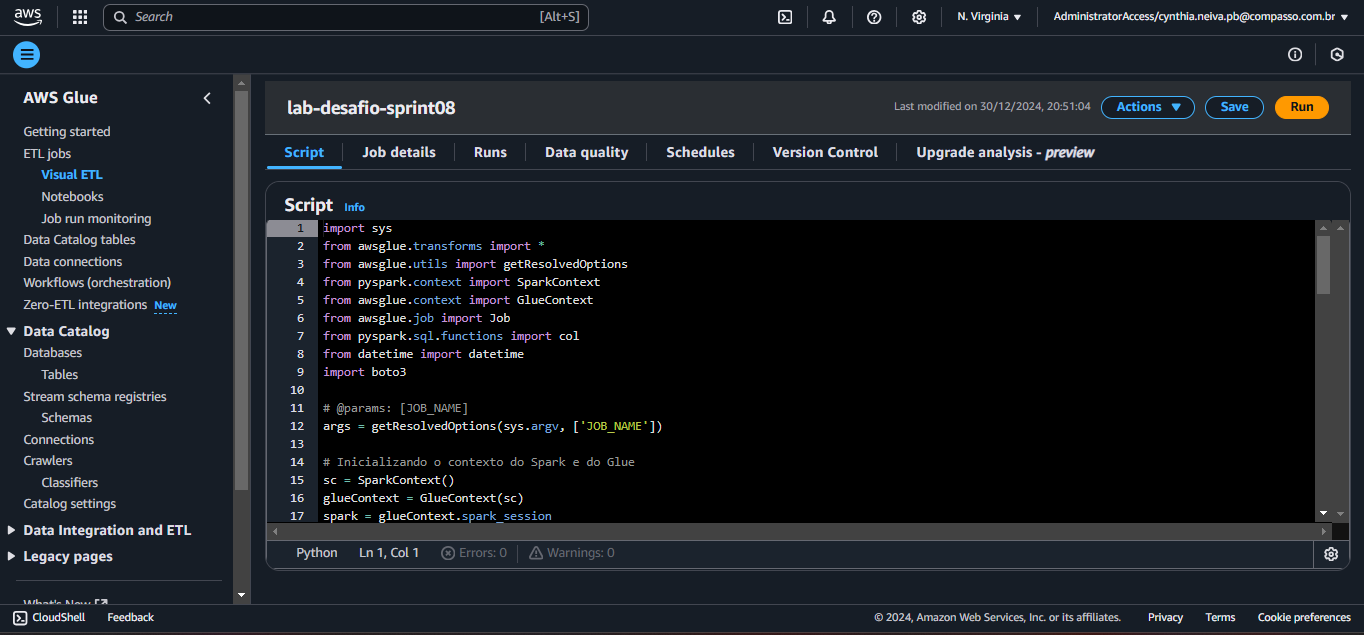 aws
Search [Alt+S]
N. Virginia
AdministratorAccess/cynthia.neiva.pb@compasso.com.br
AWS Glue
Getting started
ETL jobs
Visual ETL
Notebooks
Job run monitoring
Data Catalog tables
Data connections
Workflows (orchestration)
Zero-ETL integrations New
Data Catalog
Databases
Tables
Stream schema registries
Schemas
Connections
Crawlers
Classifiers
Catalog settings
Data Integration and ETL
Legacy pages
What's New
lab-desafio-sprint08
Last modified on 30/12/2024, 20:51:04
Actions
Save
Run
Script
Job details
Runs
Data quality
Schedules
Version Control
Upgrade analysis - preview
Script Info
1 import sys
2 from awsglue.transforms import *
3 from awsglue.utils import getResolvedOptions
4 from pyspark.context import SparkContext
5 from awsglue.context import GlueContext
6 from awsglue.job import Job
7 from pyspark.sql.functions import col
8 from datetime import datetime
9 import boto3
10
11 # @params: [JOB_NAME]
12 args = getResolvedOptions(sys.argv, ['JOB_NAME'])
13
14 # Inicializando o contexto do Spark e do Glue
15 sc = SparkContext()
16 glueContext = GlueContext(sc)
17 spark = glueContext.spark_session
Python Ln 1, Col 1 Errors: 0 Warnings: 0
CloudShell Feedback
© 2024, Amazon Web Services, Inc. or its affiliates. Privacy Terms Cookie preferences